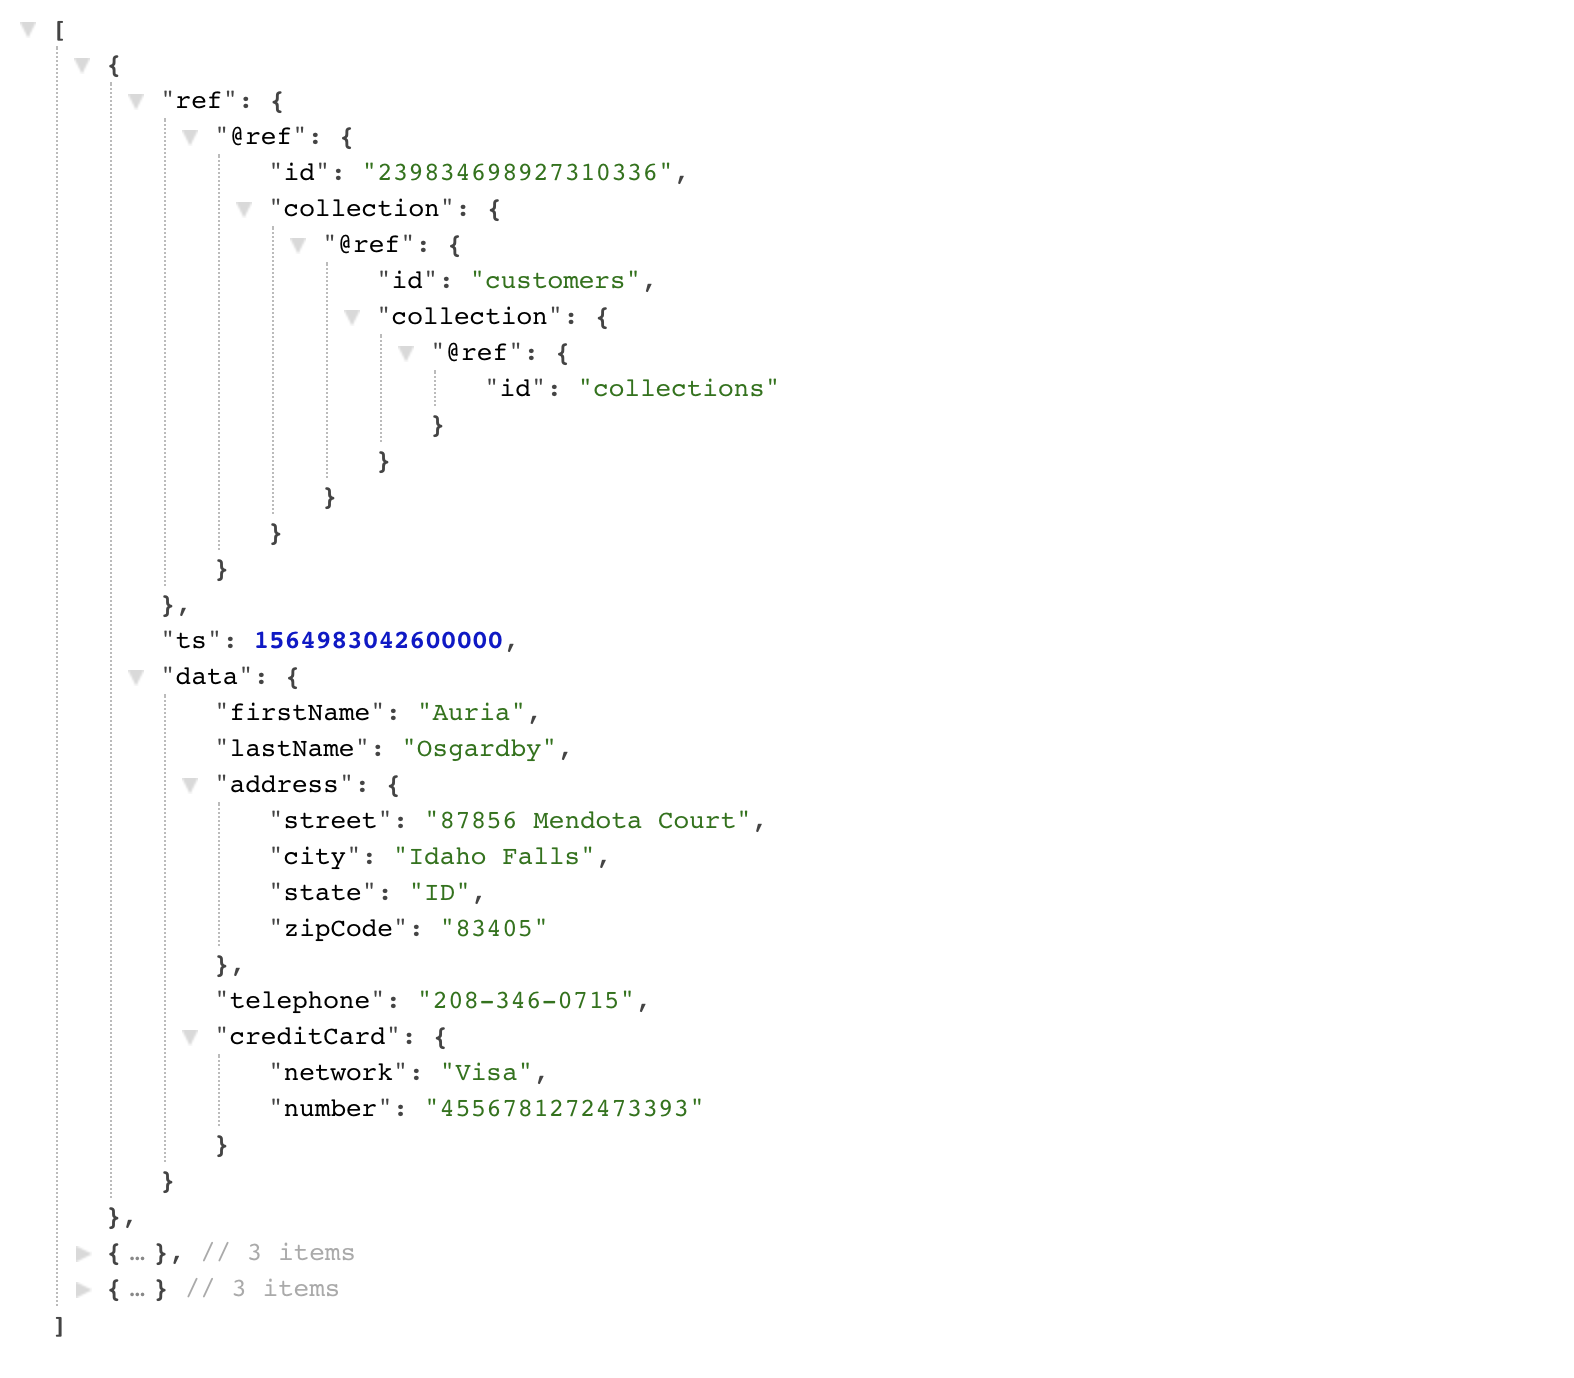 [
{
"ref": {
"@ref": {
"id": "239834698927310336",
"collection": {
"@ref": {
"id": "customers",
"collection": {
"@ref": {
"id": "collections"
}
}
}
}
}
},
"ts": 1564983042600000,
"data": {
"firstName": "Auria",
"lastName": "Osgardby",
"address": {
"street": "87856 Mendota Court",
"city": "Idaho Falls",
"state": "ID",
"zipCode": "83405"
},
"telephone": "208-346-0715",
"creditCard": {
"network": "Visa",
"number": "4556781272473393"
}
}
},
{ … }, // 3 items
{ … } // 3 items
]